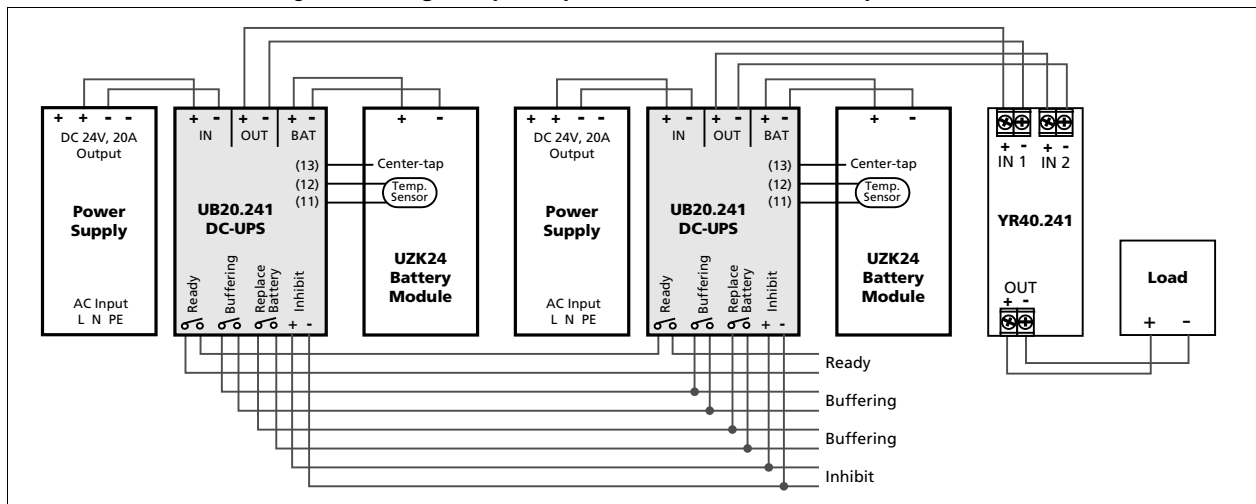 + + - -
DC 24V, 20A
Output
Power
Supply
AC Input
L N PE
+ - + - + -
IN OUT BAT
(13)
(12)
(11)
UB20.241
DC-UPS
Ready
Buffering
Replace
Battery
Inhibit
+ -
+ -
Center-tap
Temp.
Sensor
UZK24
Battery
Module
+ + - -
DC 24V, 20A
Output
Power
Supply
AC Input
L N PE
+ - + - + -
IN OUT BAT
(13)
(12)
(11)
UB20.241
DC-UPS
Ready
Buffering
Replace
Battery
Inhibit
+ -
+ -
Center-tap
Temp.
Sensor
UZK24
Battery
Module
+ - + -
IN 1 IN 2
YR40.241
OUT
+ -
Load
+ -
Ready
Buffering
Buffering
Inhibit